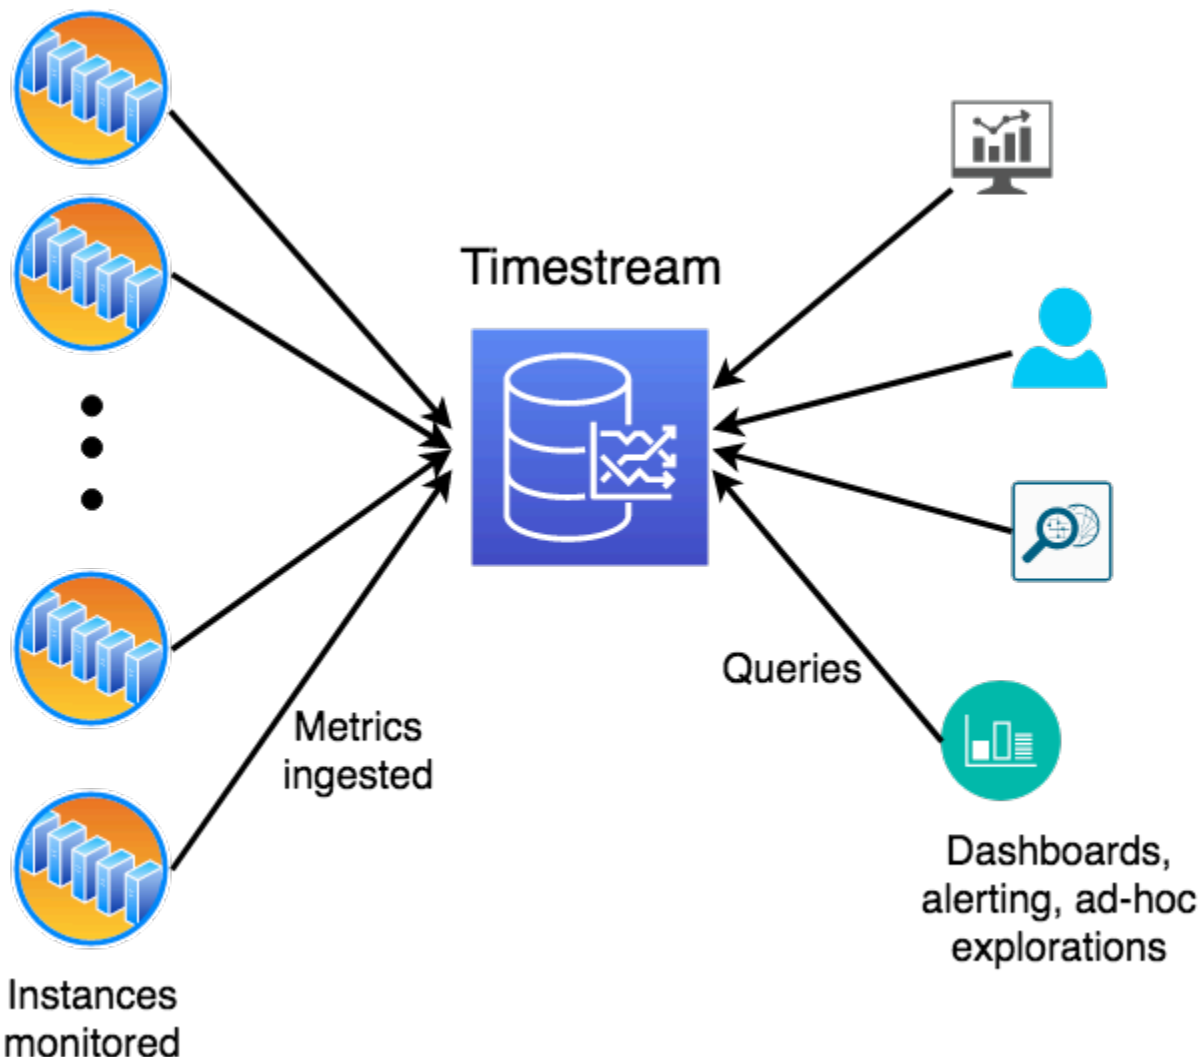 Timestream
Queries
Metrics
ingested
Dashboards,
alerting, ad-hoc
explorations
Instances
monitored